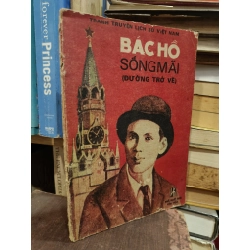 forever
Princess
TRUYỆN LỊCH SỬ VIỆT NAM
BÁC HỒ
SỐNG MÃI
(ĐƯỜNG TRỞ VỀ)